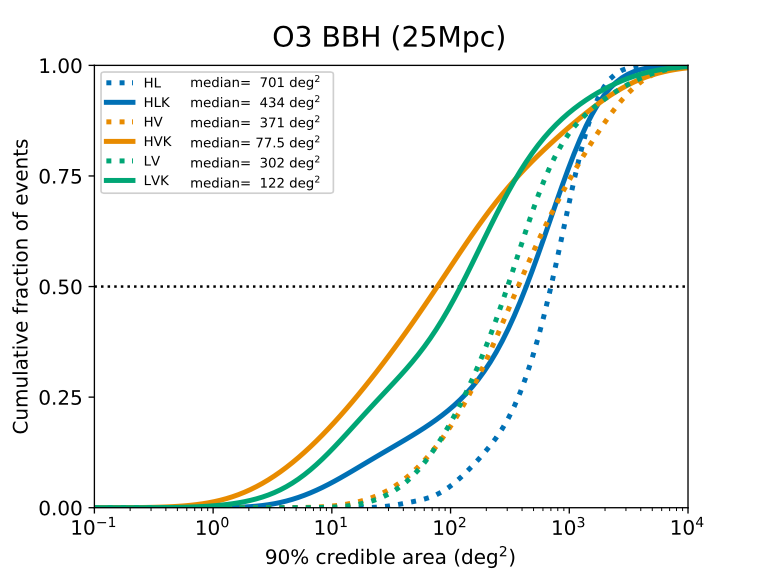 O3 BBH (25Mpc)
HL median= 701 deg²
HLK median= 434 deg²
HV median= 371 deg²
HVK median= 77.5 deg²
LV median= 302 deg²
LVK median= 122 deg²
Cumulative fraction of events
1.00
0.75
0.50
0.25
0.00
10⁻¹ 10⁰ 10¹ 10² 10³ 10⁴
90% credible area (deg²)